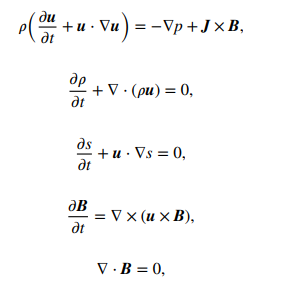 ρ(∂u/∂t + u · ∇u) = −∇p + J × B,
∂ρ/∂t + ∇ · (ρu) = 0,
∂s/∂t + u · ∇s = 0,
∂B/∂t = ∇ × (u × B),
∇ · B = 0,